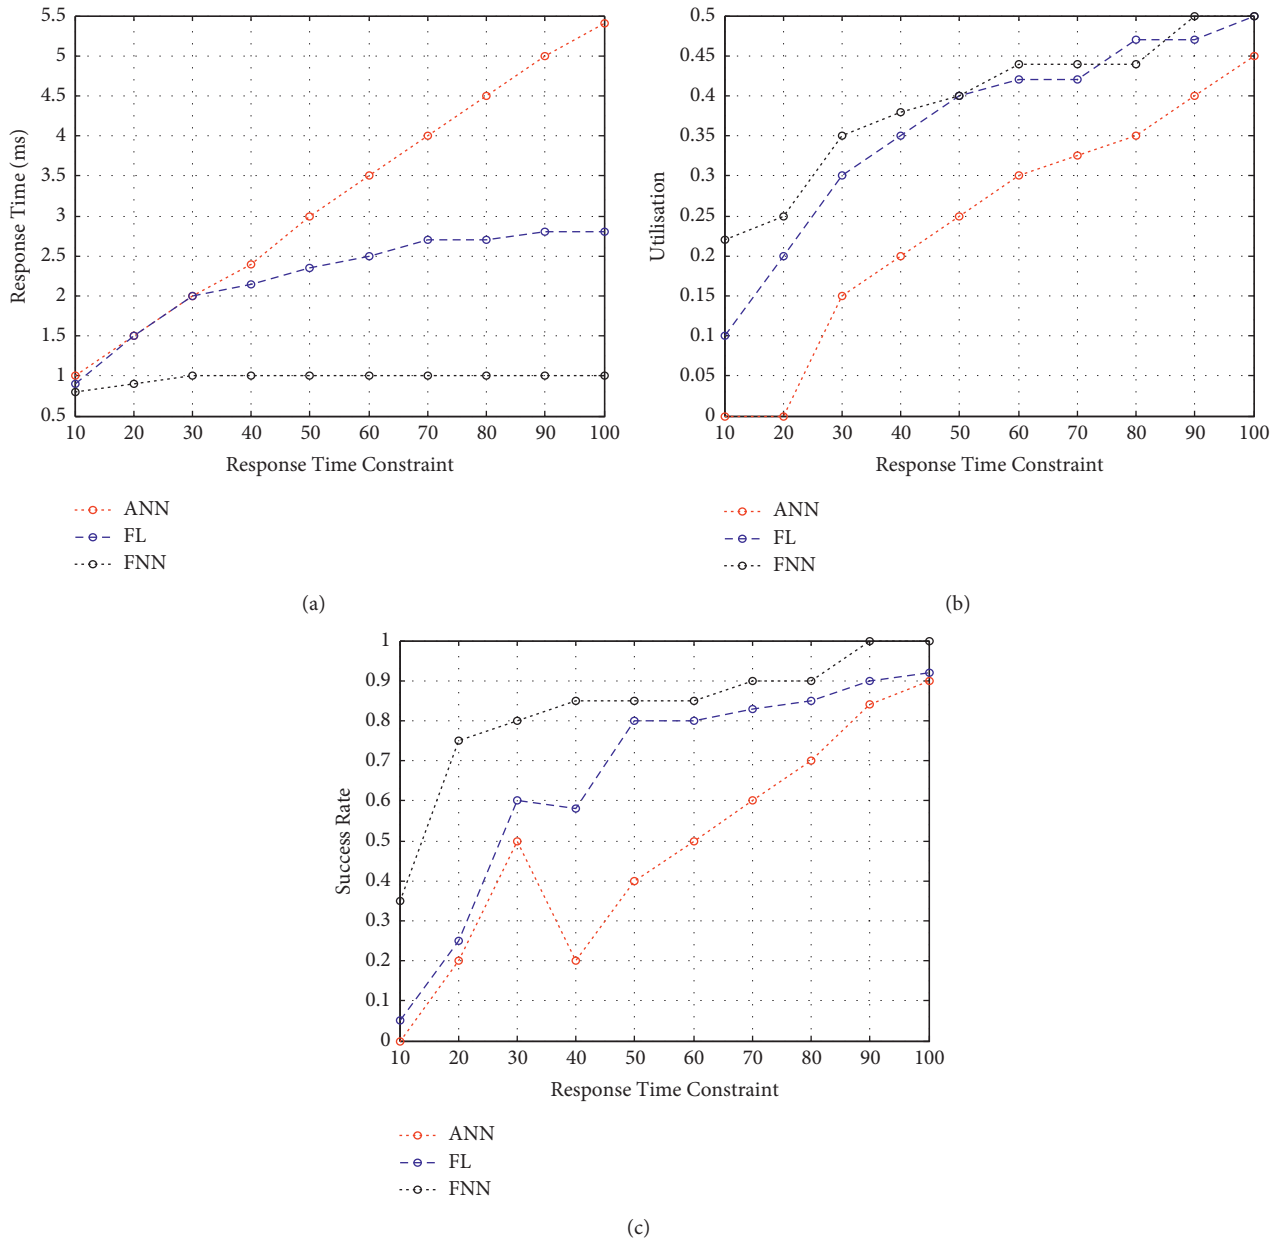 5.5
5
4.5
4
3.5
3
2.5
2
1.5
1
0.5
Response Time (ms)
10 20 30 40 50 60 70 80 90 100
Response Time Constraint
ANN
FL
FNN
(a)
0.5
0.45
0.4
0.35
0.3
0.25
0.2
0.15
0.1
0.05
0
Utilisation
10 20 30 40 50 60 70 80 90 100
Response Time Constraint
ANN
FL
FNN
(b)
1
0.9
0.8
0.7
0.6
0.5
0.4
0.3
0.2
0.1
0
Success Rate
10 20 30 40 50 60 70 80 90 100
Response Time Constraint
ANN
FL
FNN
(c)